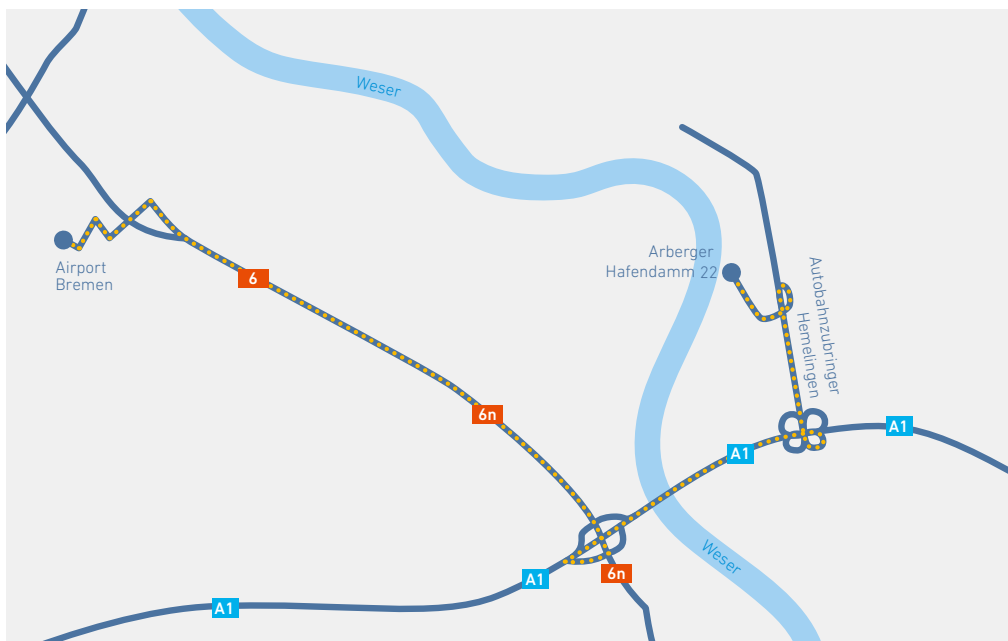 Weser
Arberger
Hafendamm 22
Airport
Bremen
6
Autobahnzubringer
Hemelingen
6n
A1
A1
Weser
6n
A1
A1